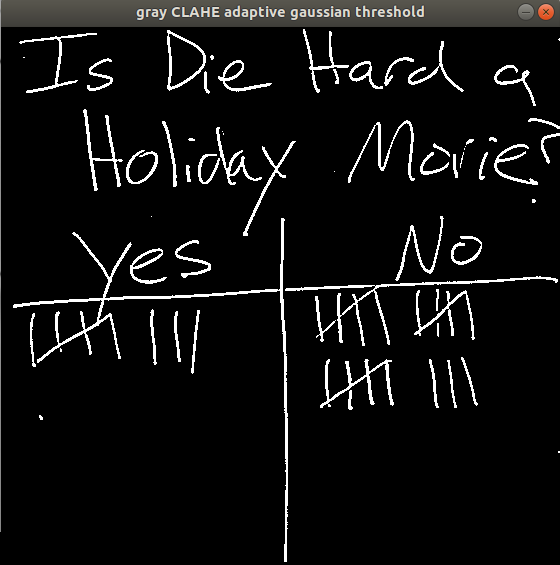 gray CLAHE adaptive gaussian threshold
Is Die Hard a
Holiday Movie?
Yes No